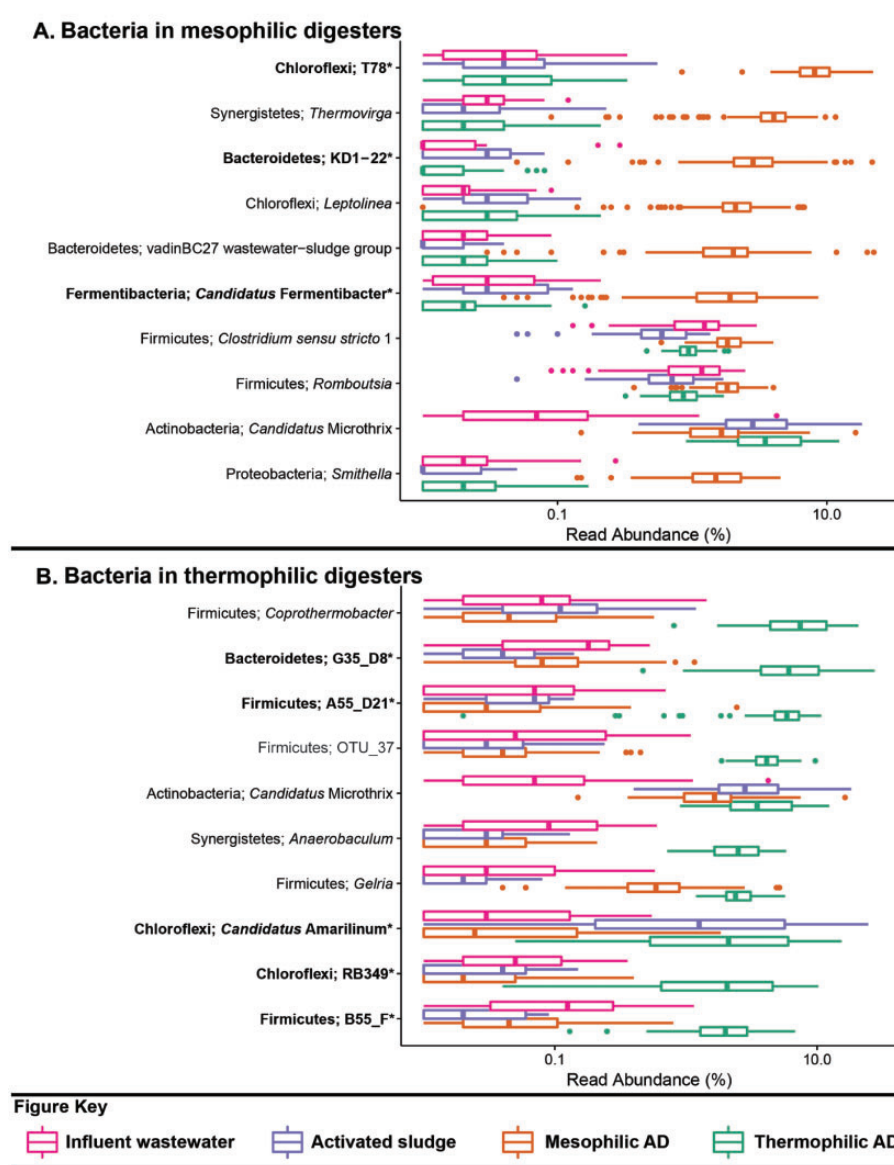 A. Bacteria in mesophilic digesters
Chloroflexi; T78*
Synergistetes; Thermovirga
Bacteroidetes; KD1−22*
Chloroflexi; Leptolinea
Bacteroidetes; vadinBC27 wastewater−sludge group
Fermentibacteria; Candidatus Fermentibacter*
Firmicutes; Clostridium sensu stricto 1
Firmicutes; Romboutsia
Actinobacteria; Candidatus Microthrix
Proteobacteria; Smithella
0.1 10.0
Read Abundance (%)
B. Bacteria in thermophilic digesters
Firmicutes; Coprothermobacter
Bacteroidetes; G35_D8*
Firmicutes; A55_D21*
Firmicutes; OTU_37
Actinobacteria; Candidatus Microthrix
Synergistetes; Anaerobaculum
Firmicutes; Gelria
Chloroflexi; Candidatus Amarilinum*
Chloroflexi; RB349*
Firmicutes; B55_F*
0.1 10.0
Read Abundance (%)
Figure Key
Influent wastewater Activated sludge Mesophilic AD Thermophilic AD